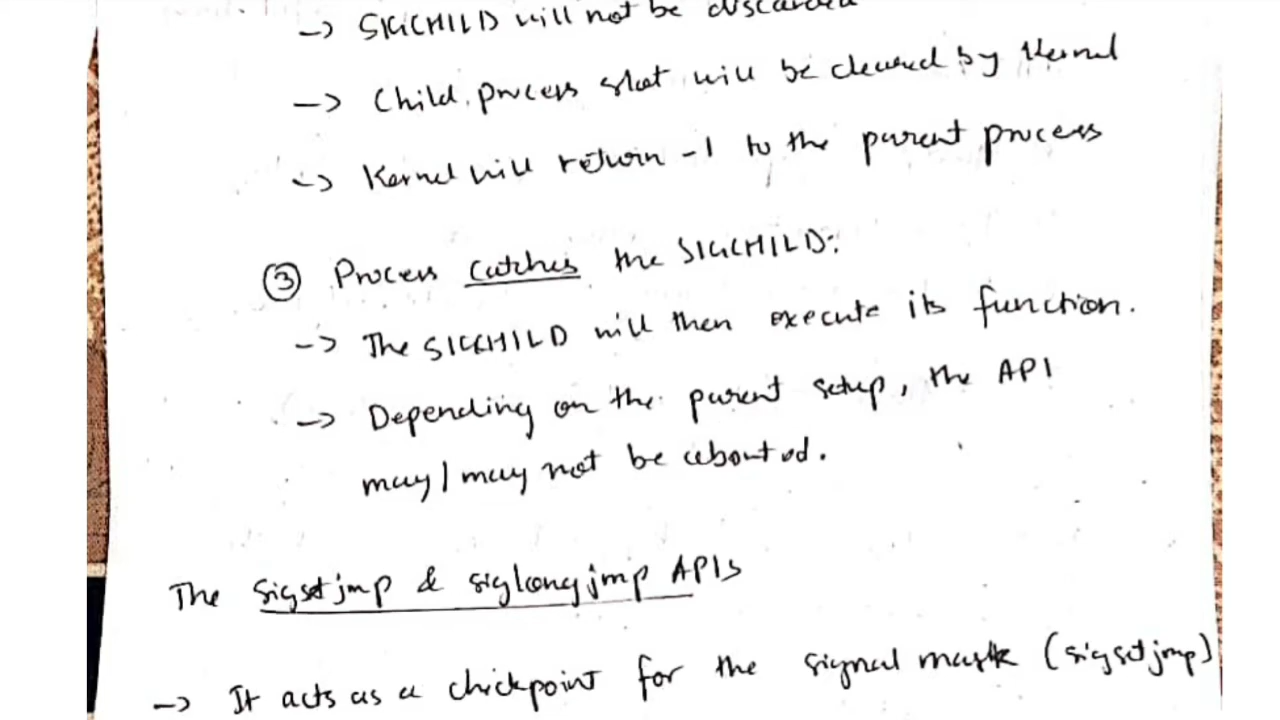 → SIGCHILD will not be discarded
→ Child process slot will be cleared by Kernel
→ Kernel will return -1 to the parent process
③ Process catches the SIGCHILD:
→ The SIGCHILD will then execute its function.
→ Depending on the parent setup, the API
may / may not be abouted.
The sigsetjmp & siglongjmp APIs
→ It acts as a checkpoint for the signal mask (sigsetjmp)